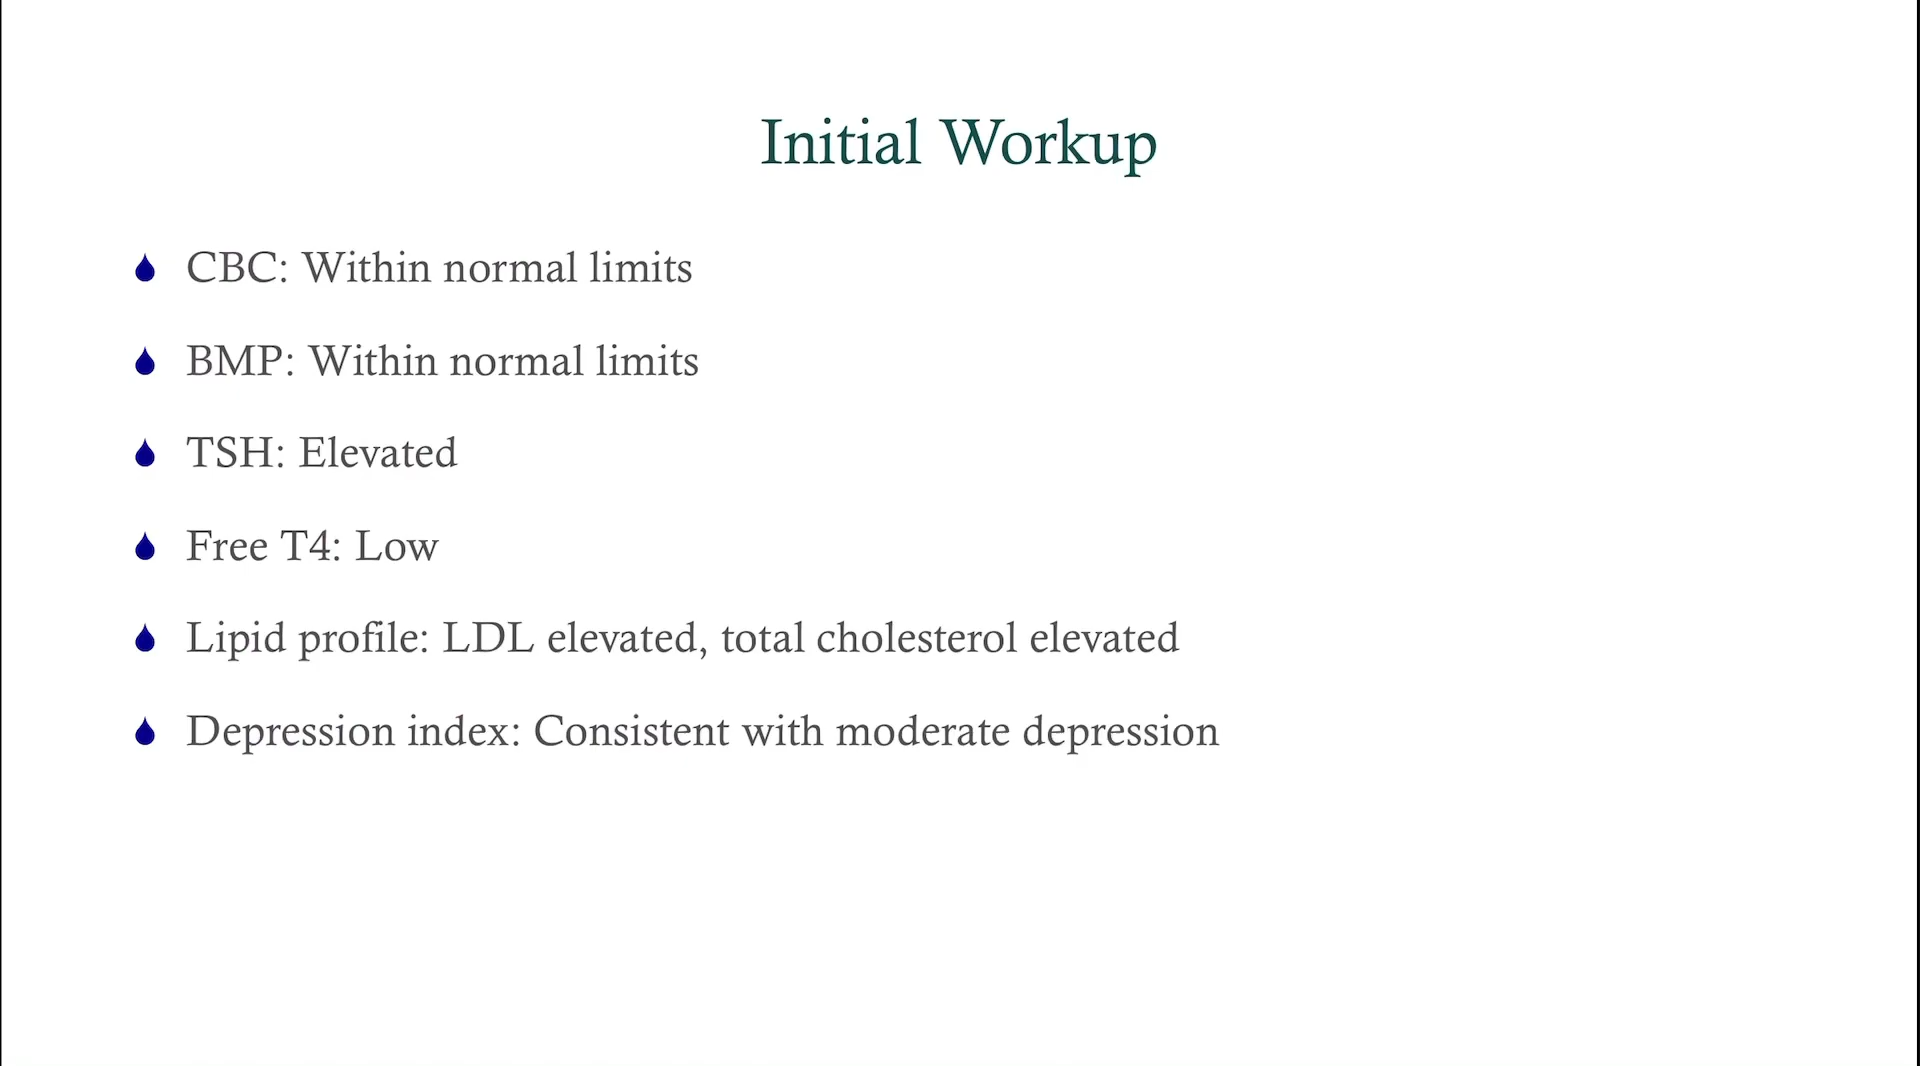 Initial Workup
CBC: Within normal limits
BMP: Within normal limits
TSH: Elevated
Free T4: Low
Lipid profile: LDL elevated, total cholesterol elevated
Depression index: Consistent with moderate depression